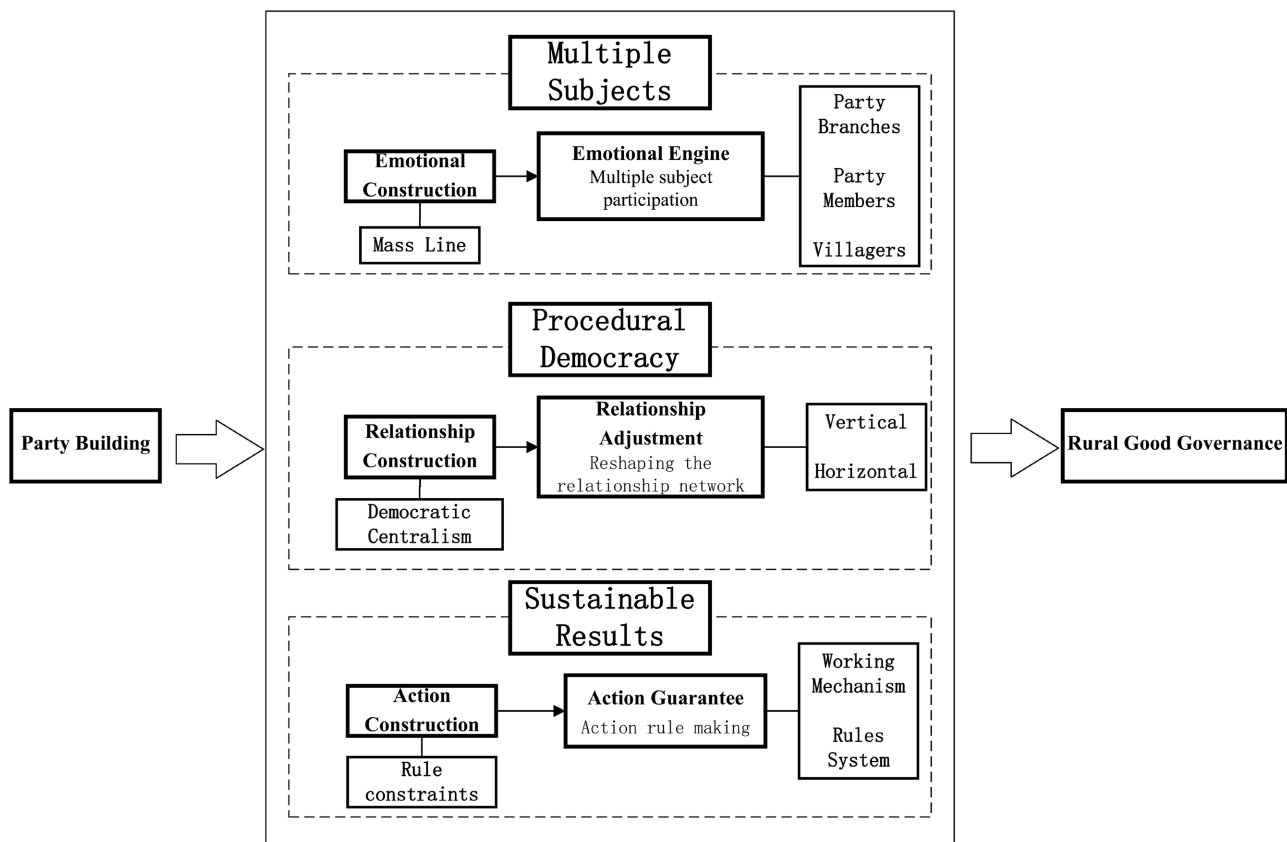 Party Building
Multiple
Subjects
Emotional
Construction
Mass Line
Emotional Engine
Multiple subject
participation
Party
Branches
Party
Members
Villagers
Procedural
Democracy
Relationship
Construction
Democratic
Centralism
Relationship
Adjustment
Reshaping the
relationship network
Vertical
Horizontal
Sustainable
Results
Action
Construction
Rule
constraints
Action Guarantee
Action rule making
Working
Mechanism
Rules
System
Rural Good Governance